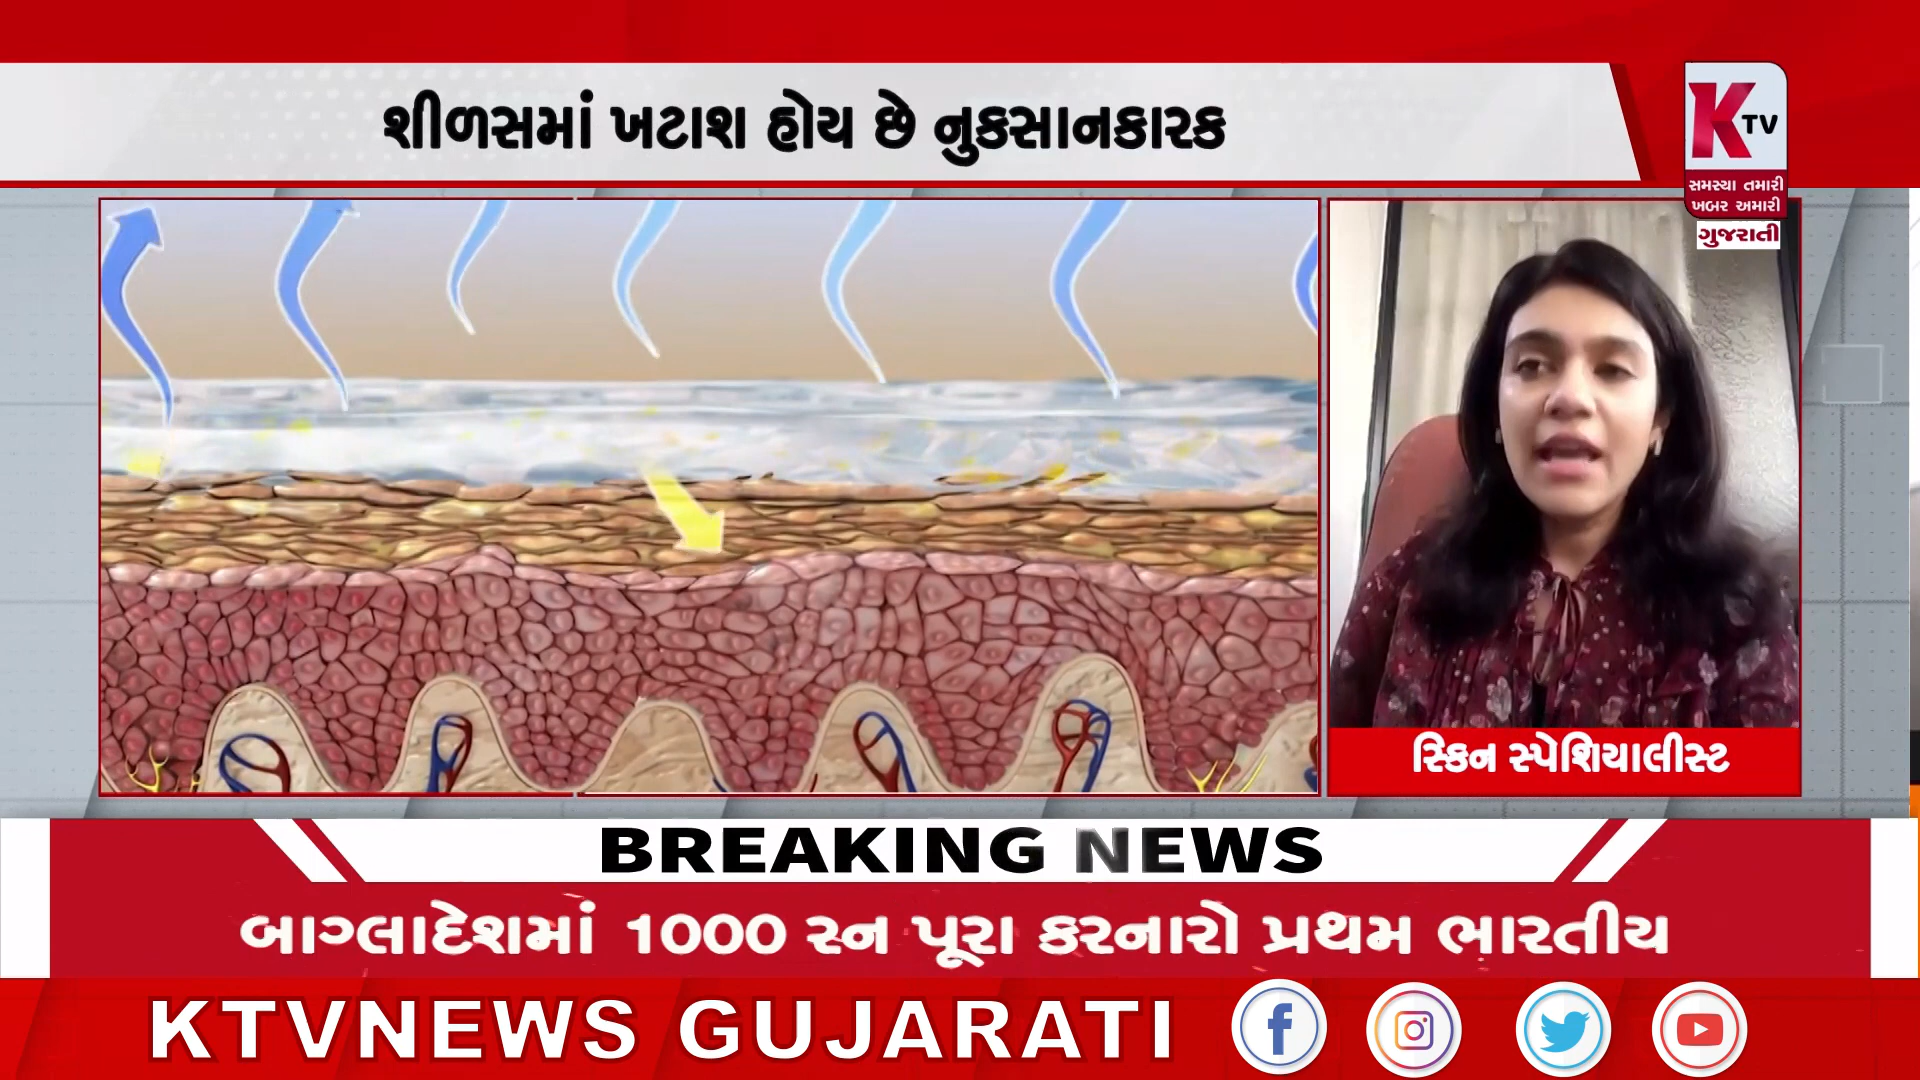 શીળસમાં ખટાશ હોય છે નુકસાનકારક
K TV
સમસ્યા તમારી
ખબર અમારી
ગુજરાતી
સ્કિન સ્પેશિયાલીસ્ટ
BREAKING NEWS
બાગ્લાદેશમાં 1000 રન પૂરા કરનારો પ્રથમ ભારતીય
KTVNEWS GUJARATI